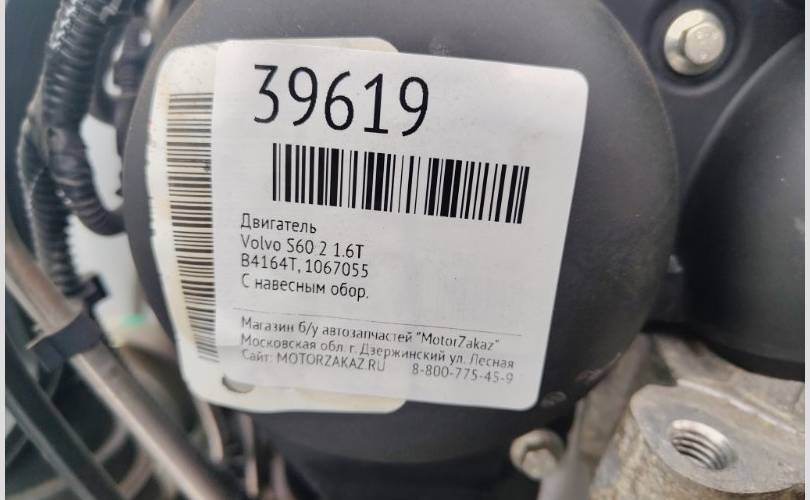 39619
Двигатель
Volvo S60 2 1.6T
B4164T, 1067055
С навесным обор.
Магазин б/у автозапчастей "MotorZakaz"
Московская обл. г. Дзержинский ул. Лесная
Сайт: MOTORZAKAZ.RU 8-800-775-45-9